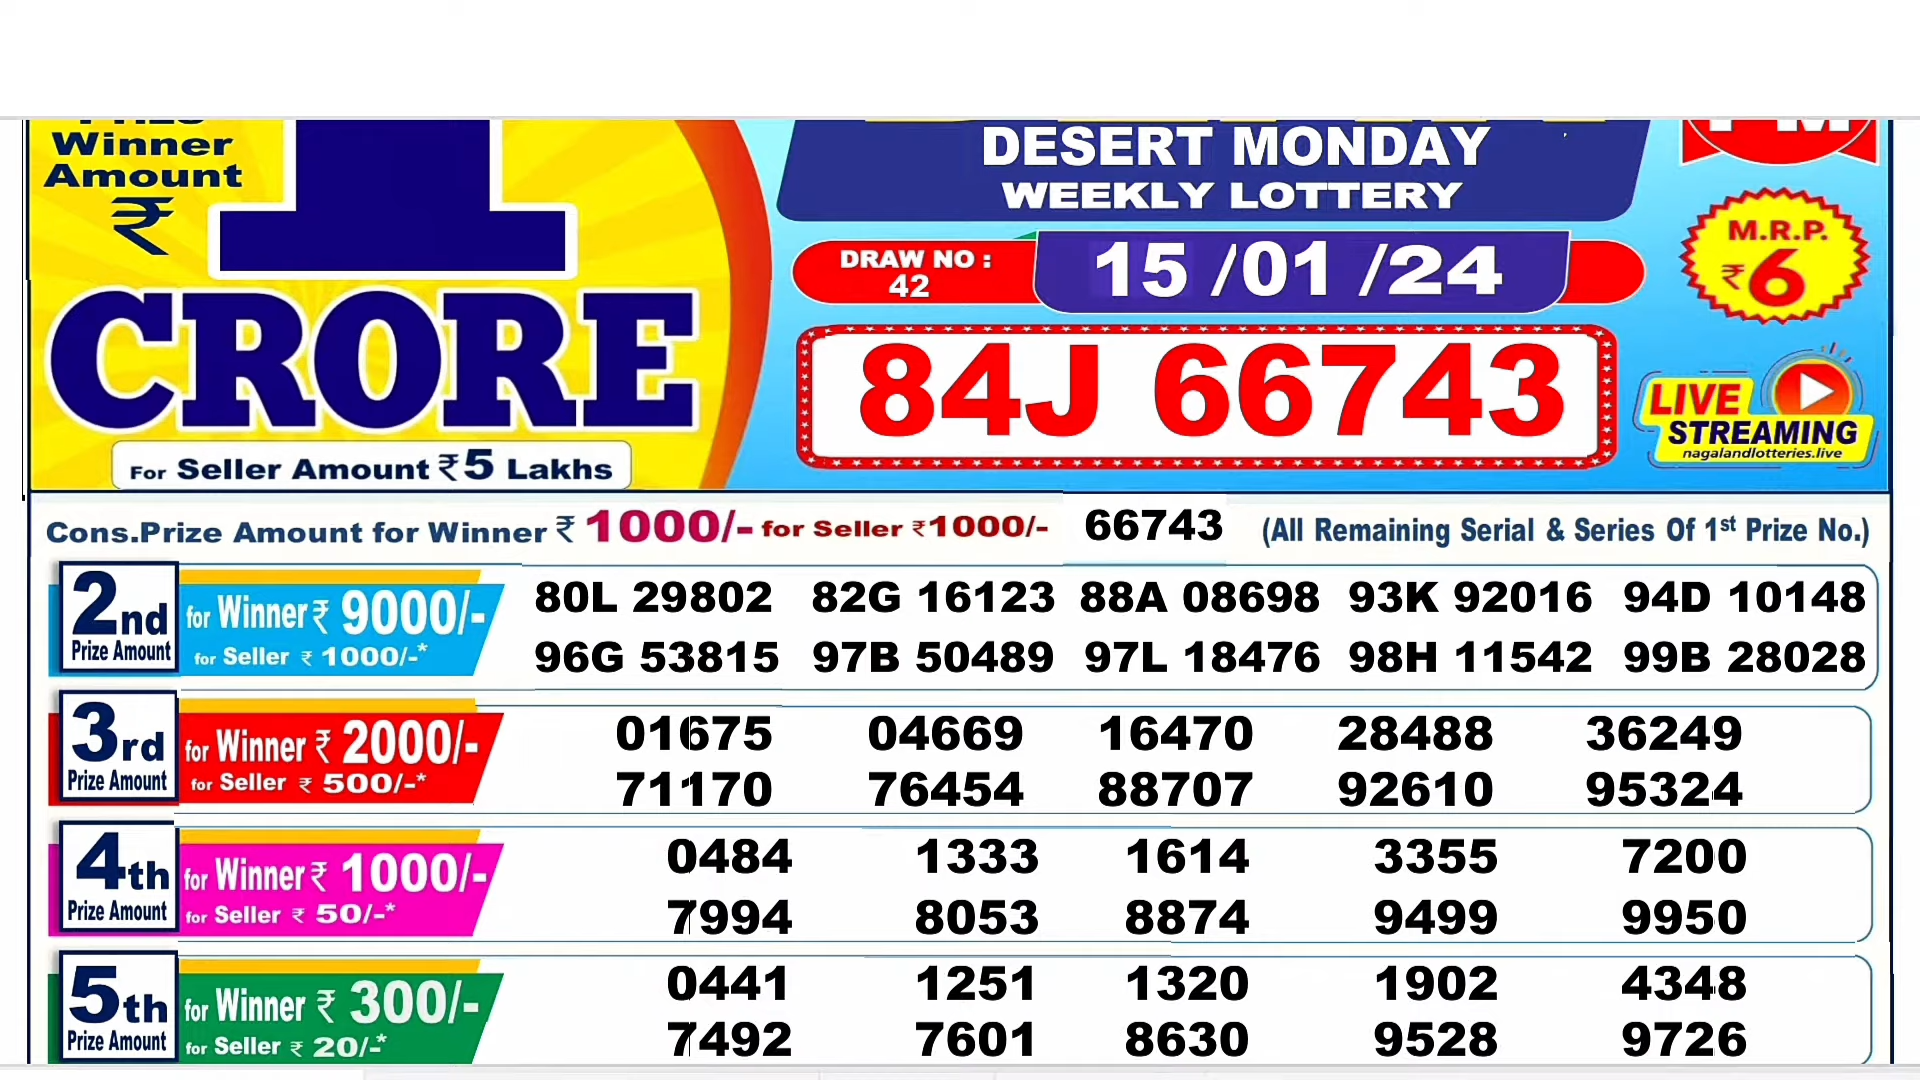 Winner
Amount
₹
CRORE
For Seller Amount ₹5 Lakhs
DESERT MONDAY
WEEKLY LOTTERY
DRAW NO :
42
15 /01 /24
84J 66743
M.R.P.
₹6
LIVE
STREAMING
nagalandlotteries.live
Cons.Prize Amount for Winner ₹ 1000/- for Seller ₹1000/- 66743 (All Remaining Serial & Series Of 1st Prize No.)
2nd
Prize Amount
for Winner ₹ 9000/-
for Seller ₹ 1000/-*
80L 29802 82G 16123 88A 08698 93K 92016 94D 10148
96G 53815 97B 50489 97L 18476 98H 11542 99B 28028
3rd
Prize Amount
for Winner ₹ 2000/-
for Seller ₹ 500/-*
01675 04669 16470 28488 36249
71170 76454 88707 92610 95324
4th
Prize Amount
for Winner ₹ 1000/-
for Seller ₹ 50/-*
0484 1333 1614 3355 7200
7994 8053 8874 9499 9950
5th
Prize Amount
for Winner ₹ 300/-
for Seller ₹ 20/-*
0441 1251 1320 1902 4348
7492 7601 8630 9528 9726